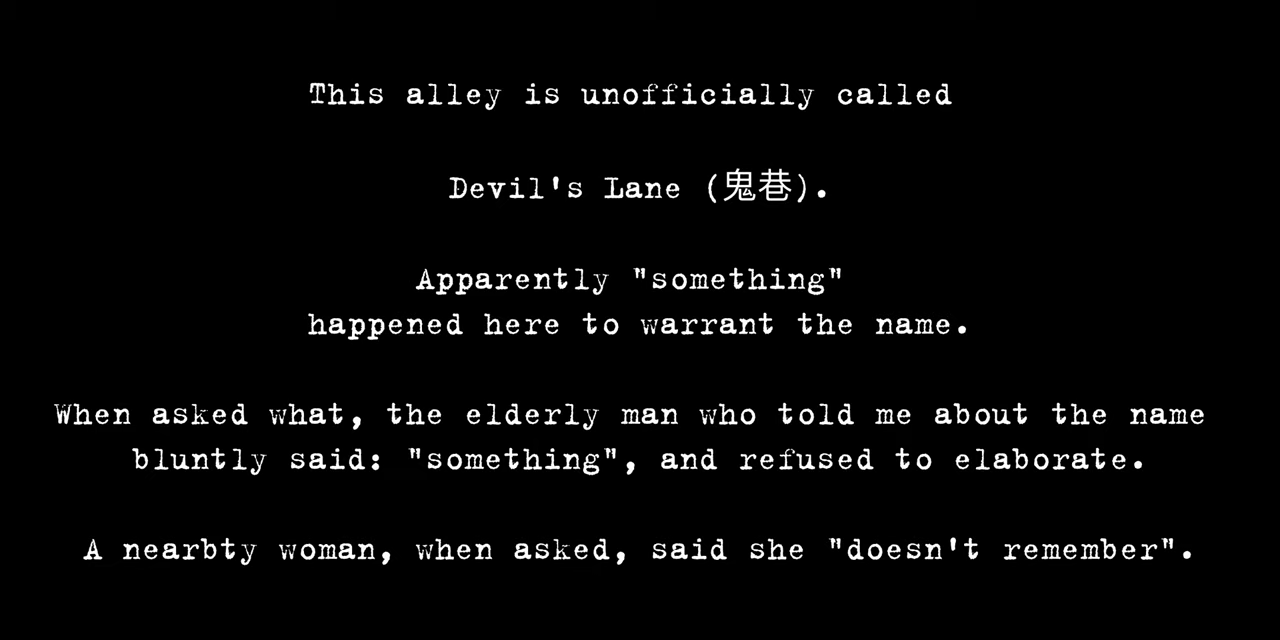 This alley is unofficially called
Devil's Lane (鬼巷).
Apparently "something"
happened here to warrant the name.
When asked what, the elderly man who told me about the name
bluntly said: "something", and refused to elaborate.
A nearbty woman, when asked, said she "doesn't remember".